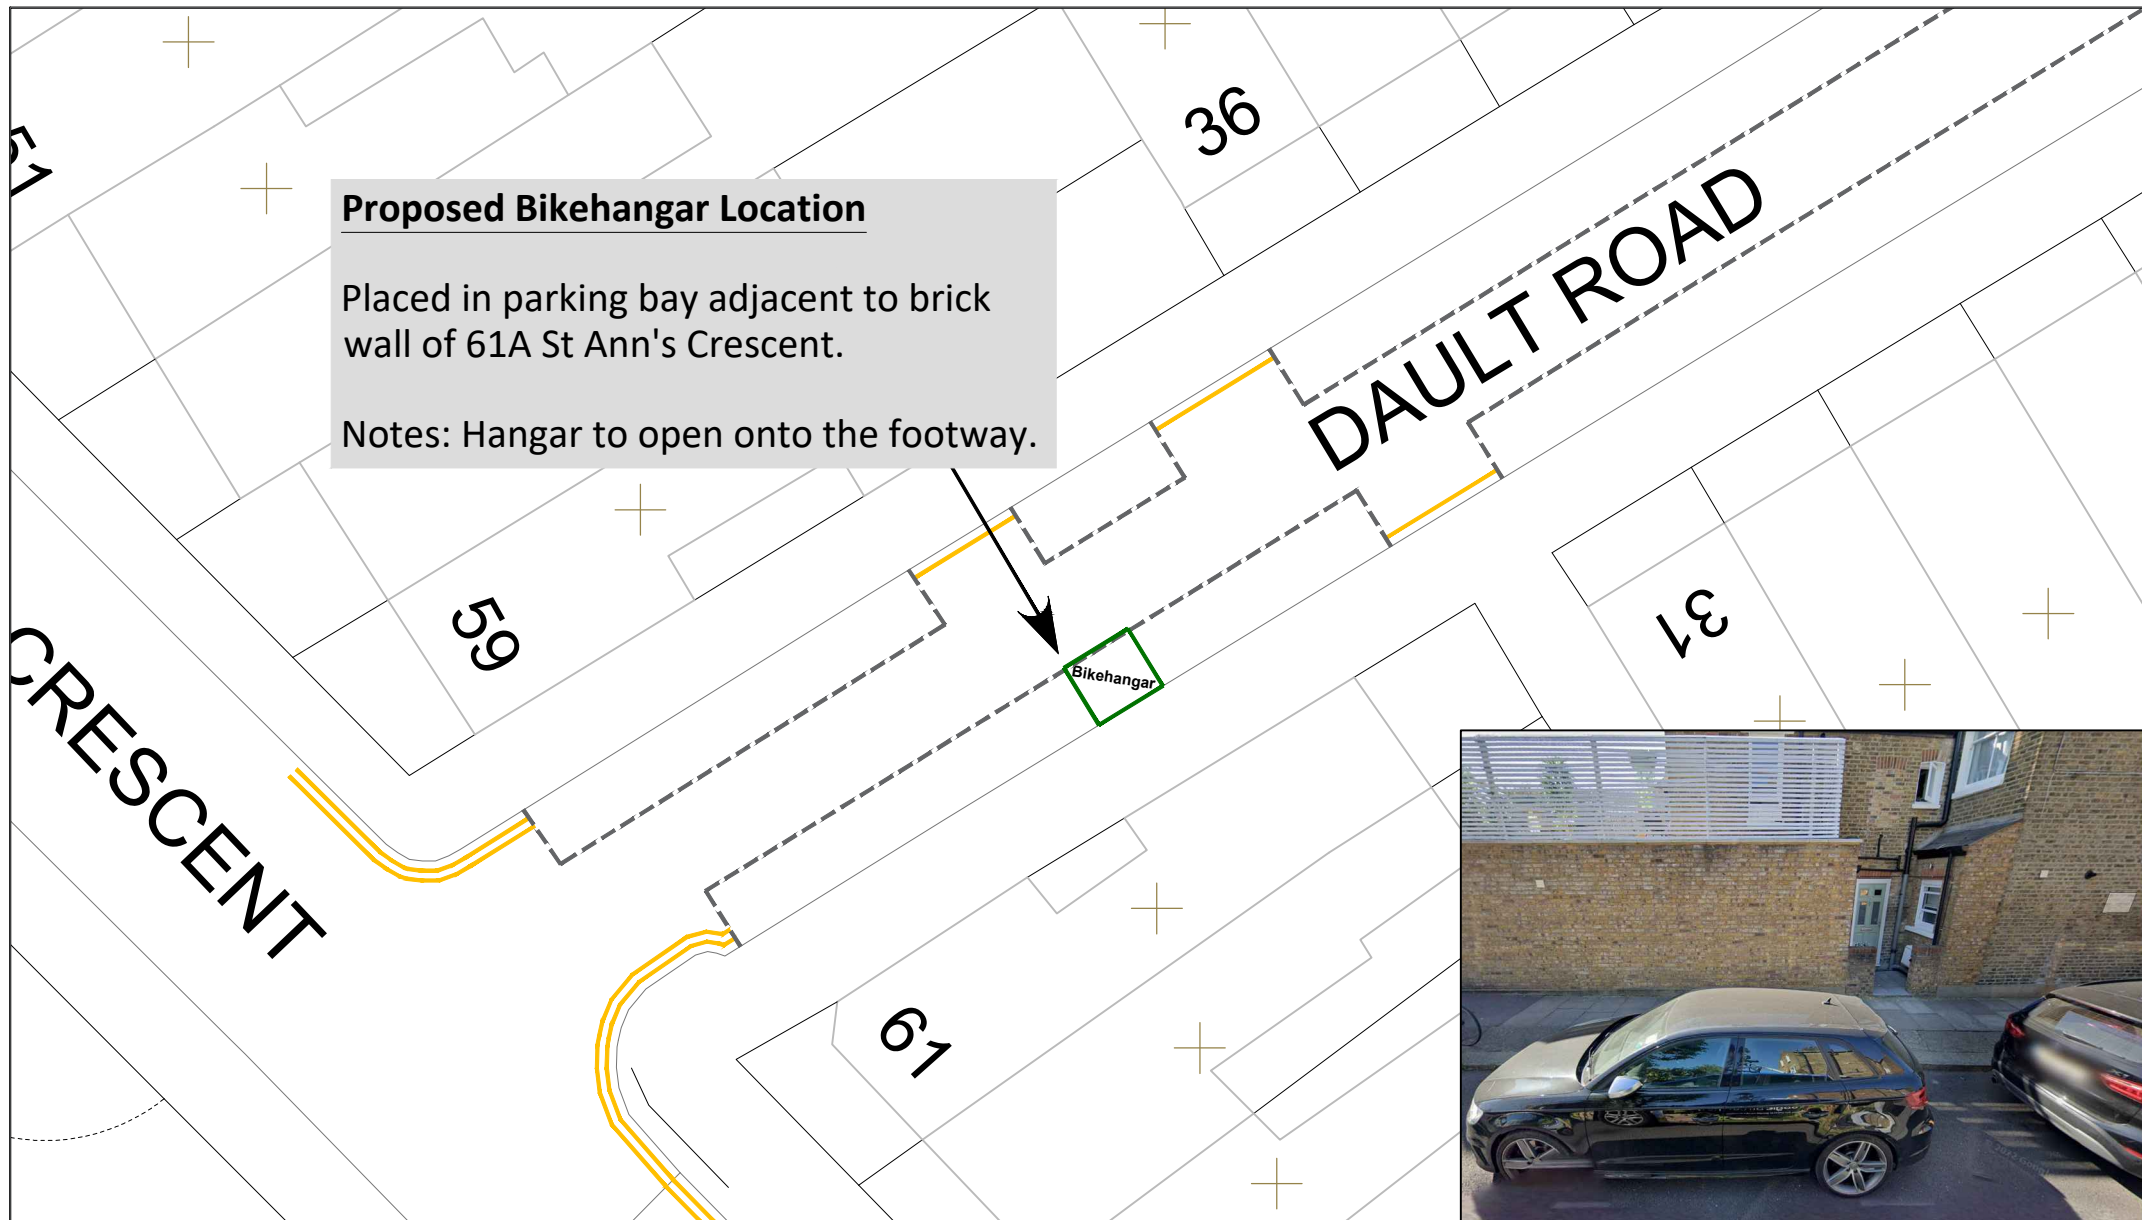 51
36
Proposed Bikehangar Location
Placed in parking bay adjacent to brick
wall of 61A St Ann's Crescent.
Notes: Hangar to open onto the footway.
DAULT ROAD
59
31
Bikehangar
CRESCENT
61